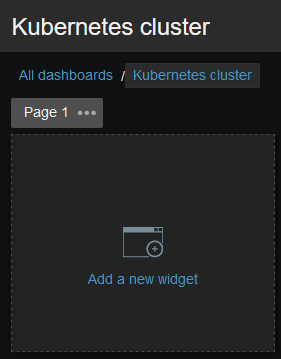 Kubernetes cluster
All dashboards / Kubernetes cluster
Page 1 •••
Add a new widget